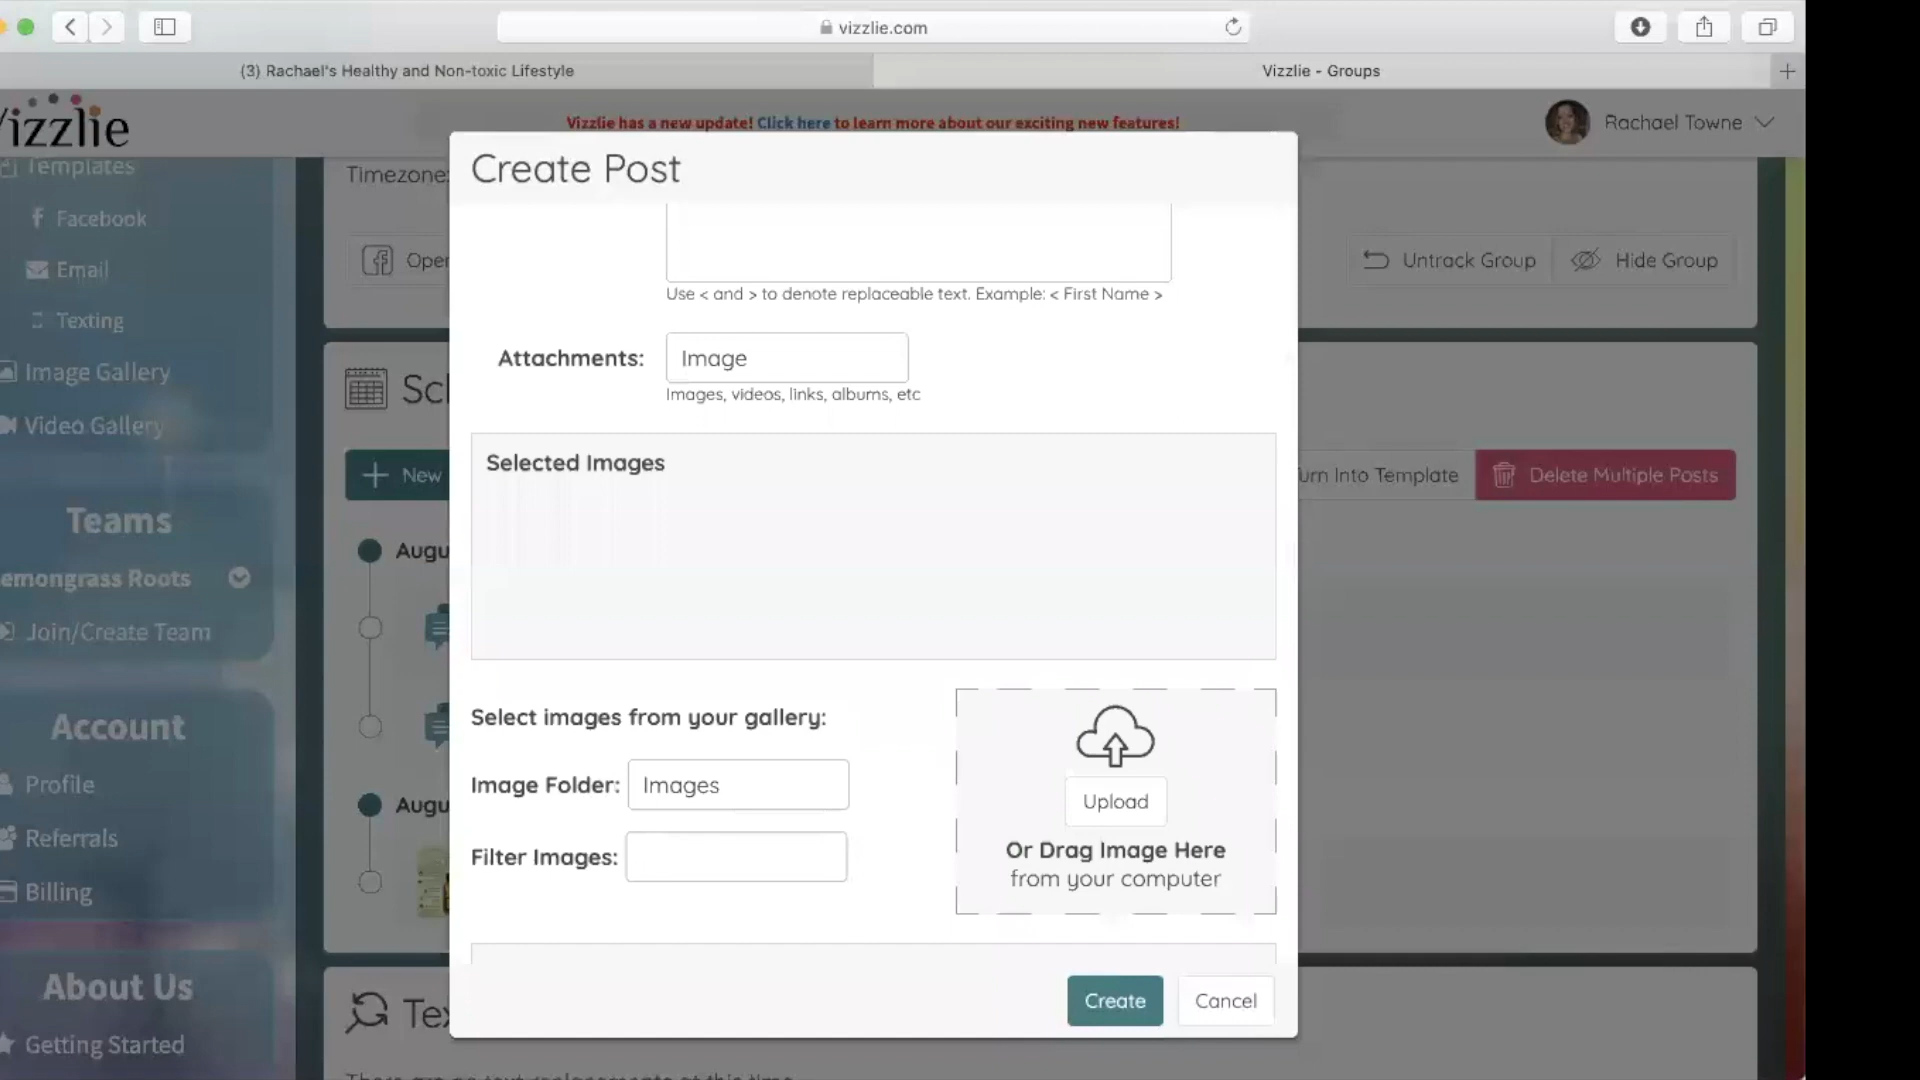 vizzlie.com
(3) Rachael's Healthy and Non-toxic Lifestyle
Vizzlie - Groups
Vizzlie
Vizzlie has a new update! Click here to learn more about our exciting new features!
Rachael Towne
Create Post
Templates
Facebook
Email
Texting
Image Gallery
Video Gallery
Teams
emongrass Roots
Join/Create Team
Account
Profile
Referrals
Billing
About Us
Getting Started
Timezone:
Open
Untrack Group
Hide Group
Sch
New
urn Into Template
Delete Multiple Posts
Augu
Augu
Tex
Use < and > to denote replaceable text. Example: < First Name >
Attachments:
Image
Images, videos, links, albums, etc
Selected Images
Select images from your gallery:
Image Folder:
Images
Filter Images:
Upload
Or Drag Image Here
from your computer
Create
Cancel